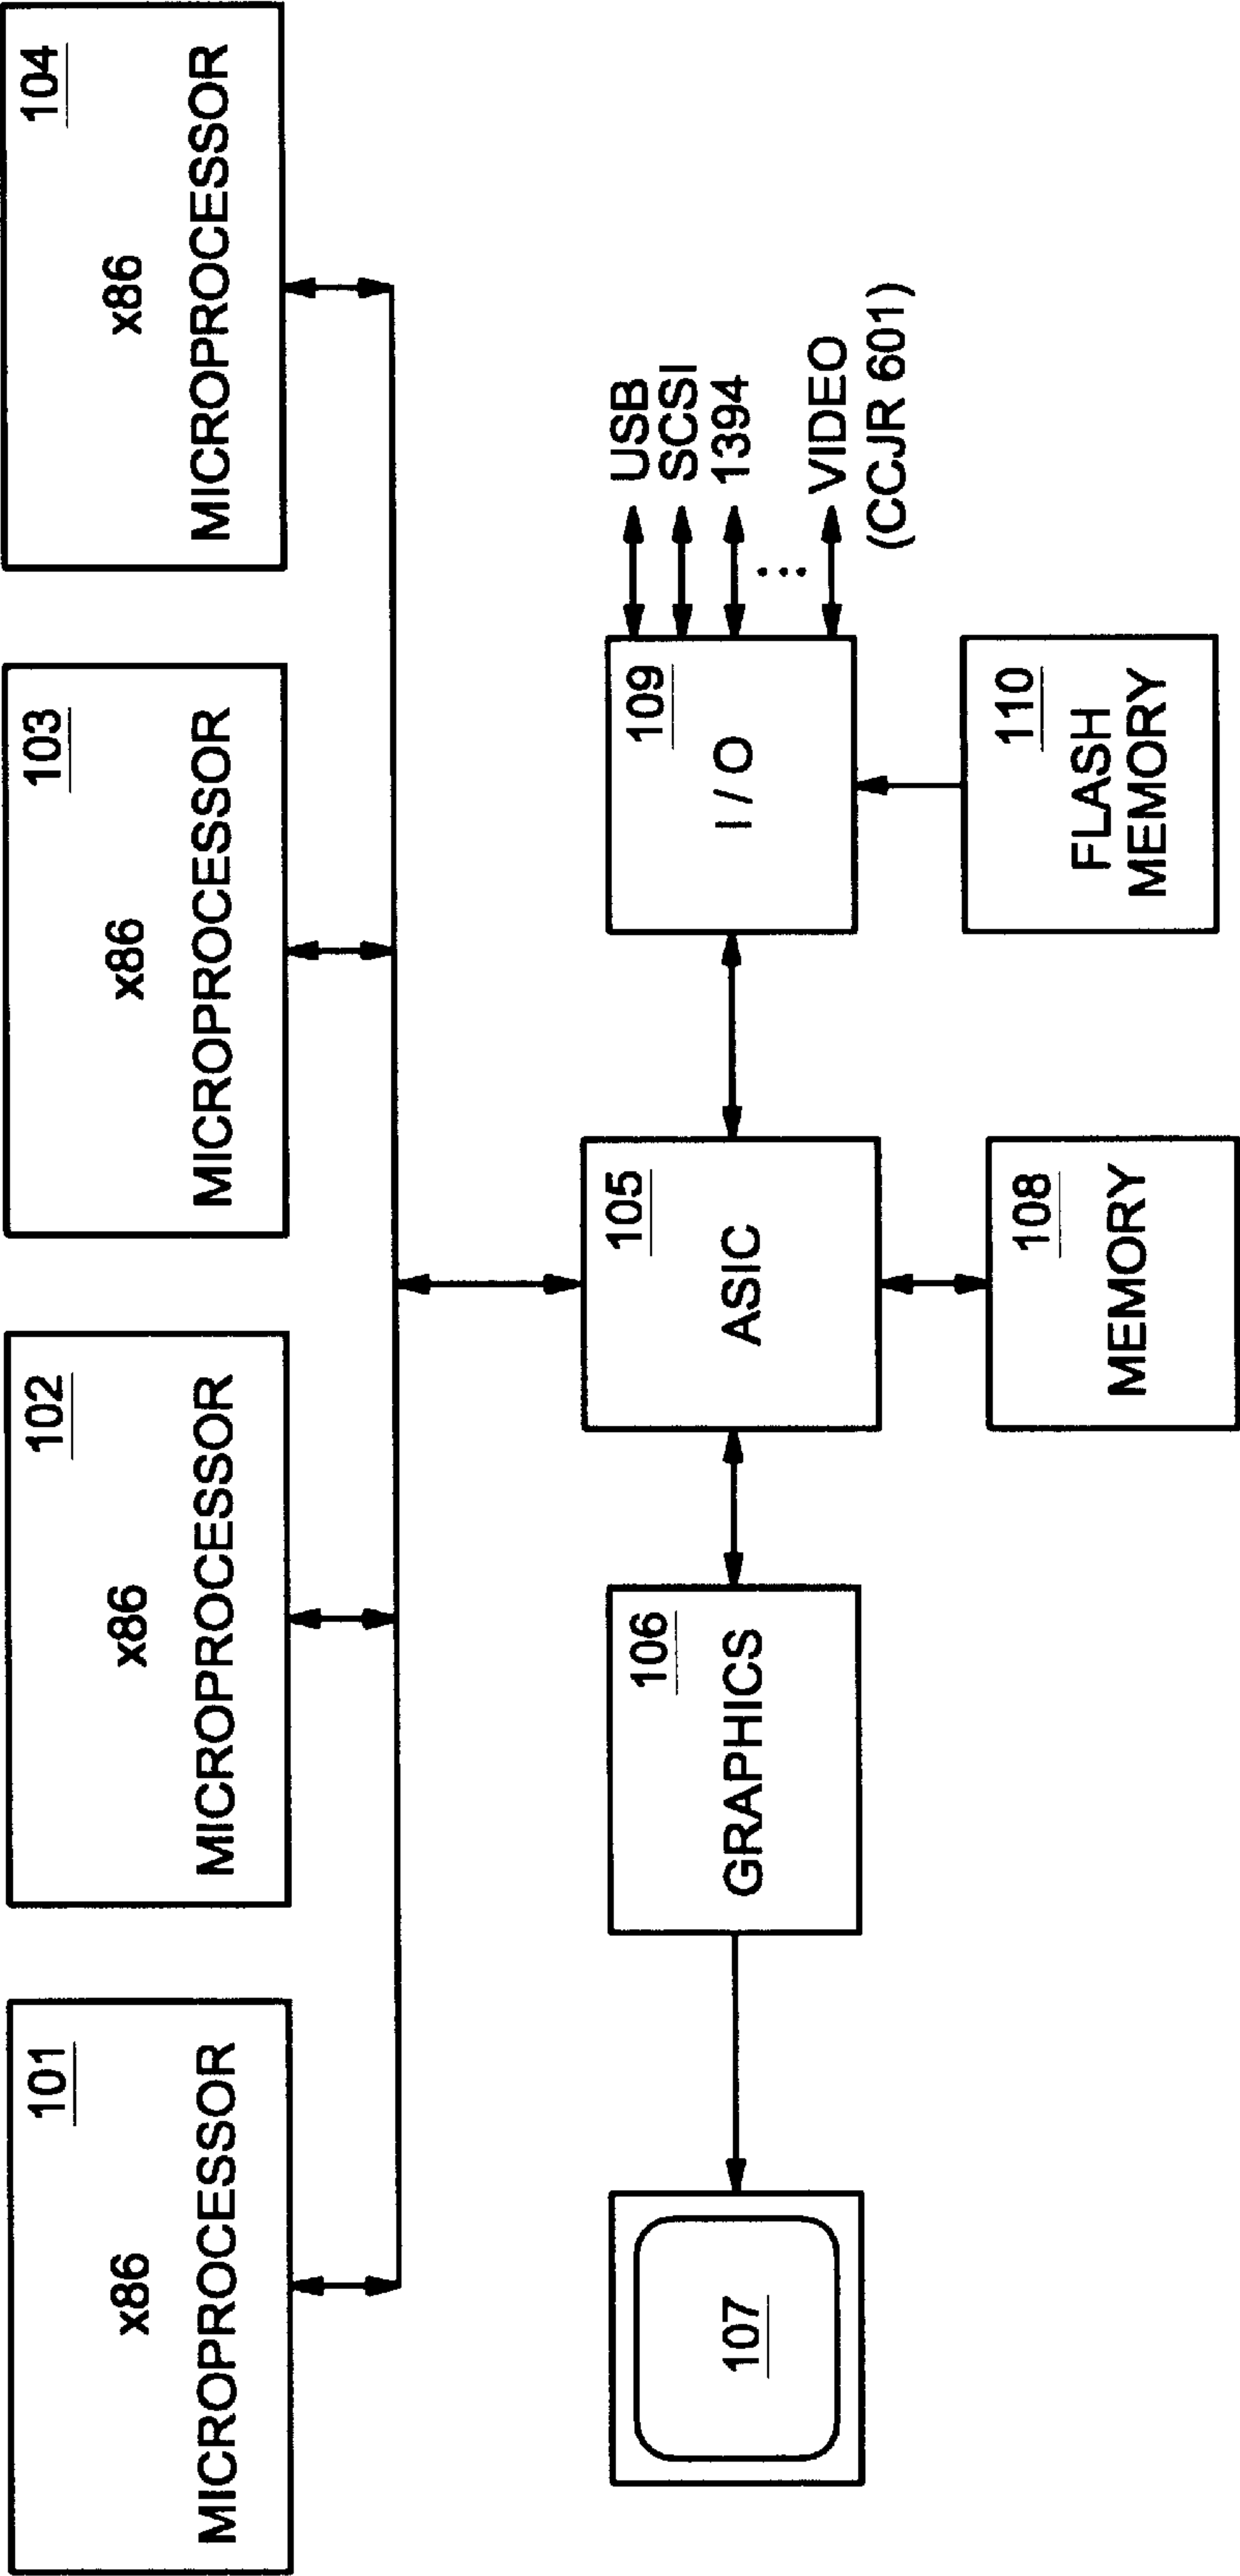 101
x86
MICROPROCESSOR
102
x86
MICROPROCESSOR
103
x86
MICROPROCESSOR
104
x86
MICROPROCESSOR
107
106
GRAPHICS
105
ASIC
109
I / O
USB
SCSI
1394
VIDEO
(CCJR 601)
108
MEMORY
110
FLASH
MEMORY